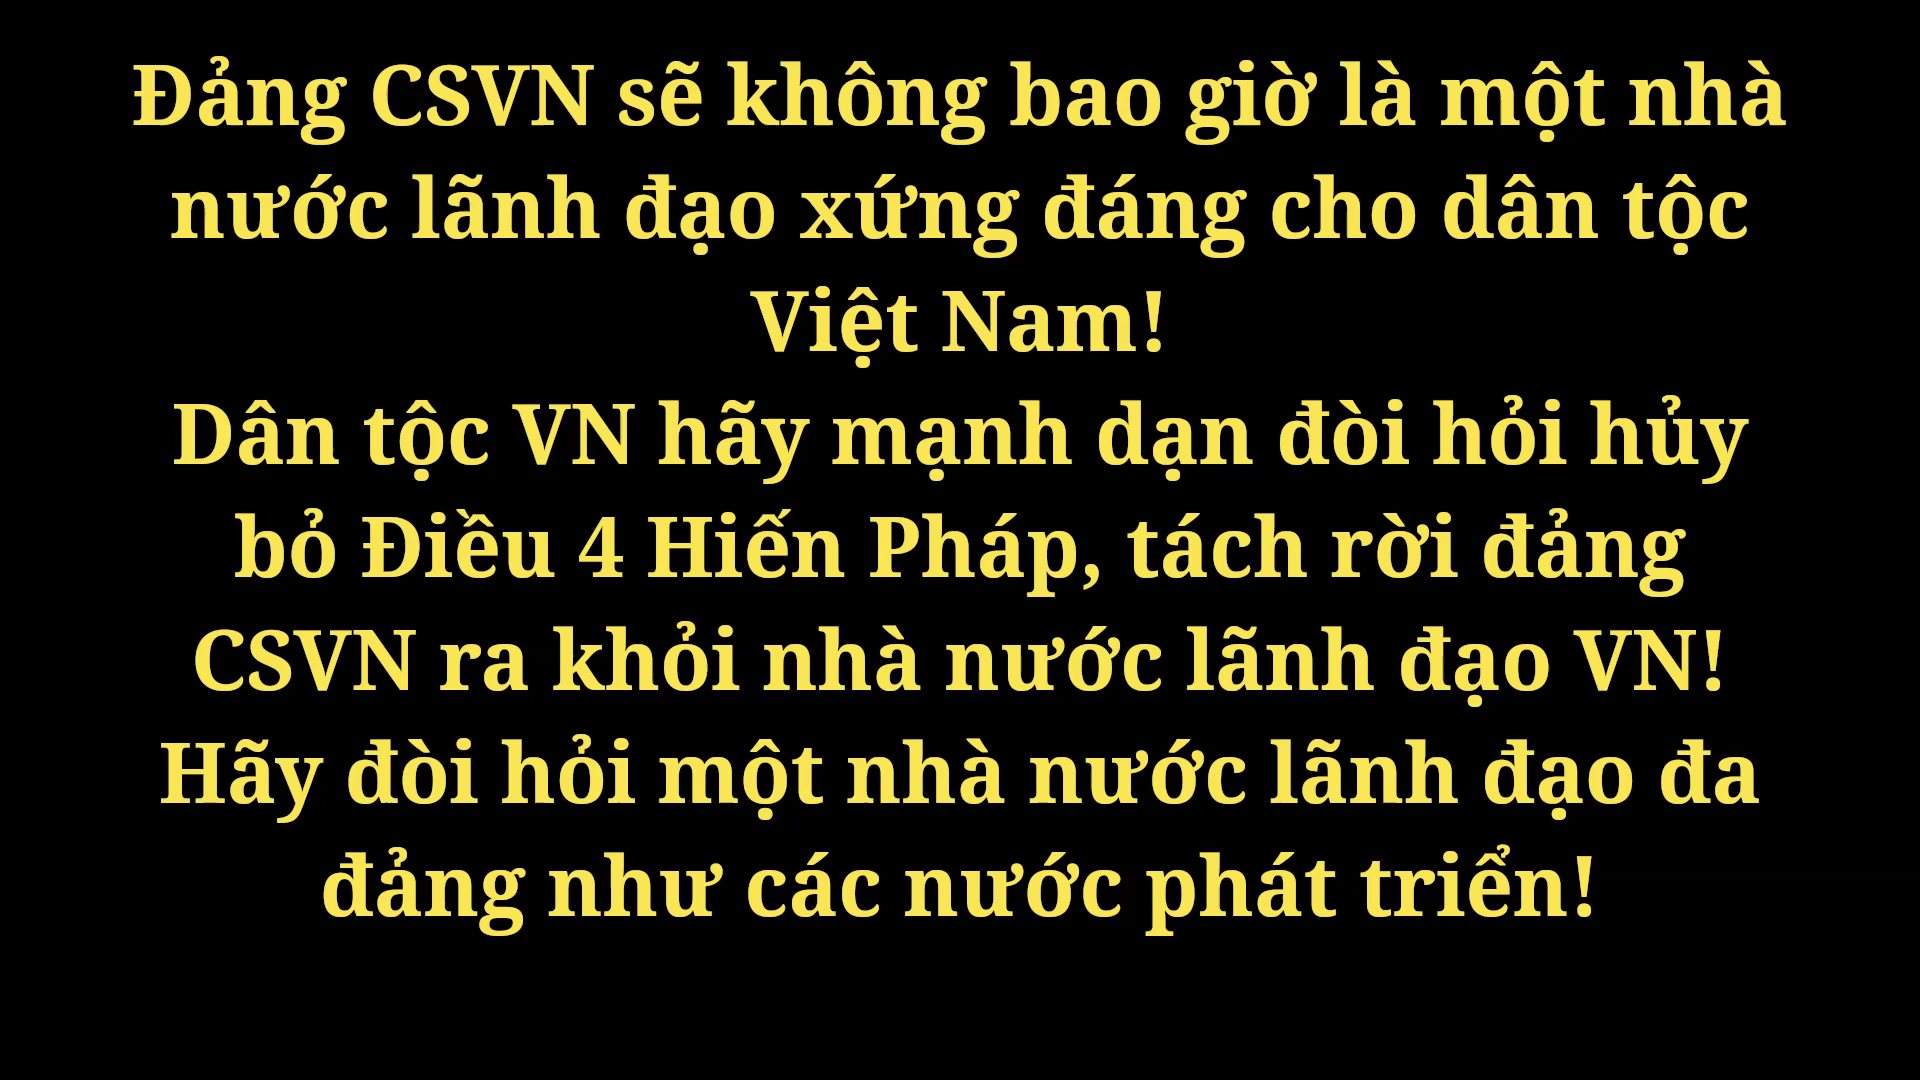 Đảng CSVN sẽ không bao giờ là một nhà
nước lãnh đạo xứng đáng cho dân tộc
Việt Nam!
Dân tộc VN hãy mạnh dạn đòi hỏi hủy
bỏ Điều 4 Hiến Pháp, tách rời đảng
CSVN ra khỏi nhà nước lãnh đạo VN!
Hãy đòi hỏi một nhà nước lãnh đạo đa
đảng như các nước phát triển!